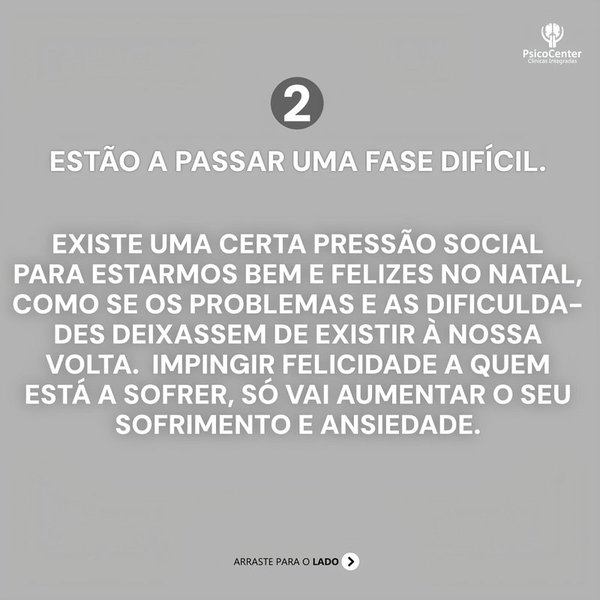 PsicoCenter
Clínicas Integradas
2
ESTÃO A PASSAR UMA FASE DIFÍCIL.
EXISTE UMA CERTA PRESSÃO SOCIAL
PARA ESTARMOS BEM E FELIZES NO NATAL,
COMO SE OS PROBLEMAS E AS DIFICULDA-
DES DEIXASSEM DE EXISTIR À NOSSA
VOLTA. IMPINGIR FELICIDADE A QUEM
ESTÁ A SOFRER, SÓ VAI AUMENTAR O SEU
SOFRIMENTO E ANSIEDADE.
ARRASTE PARA O LADO